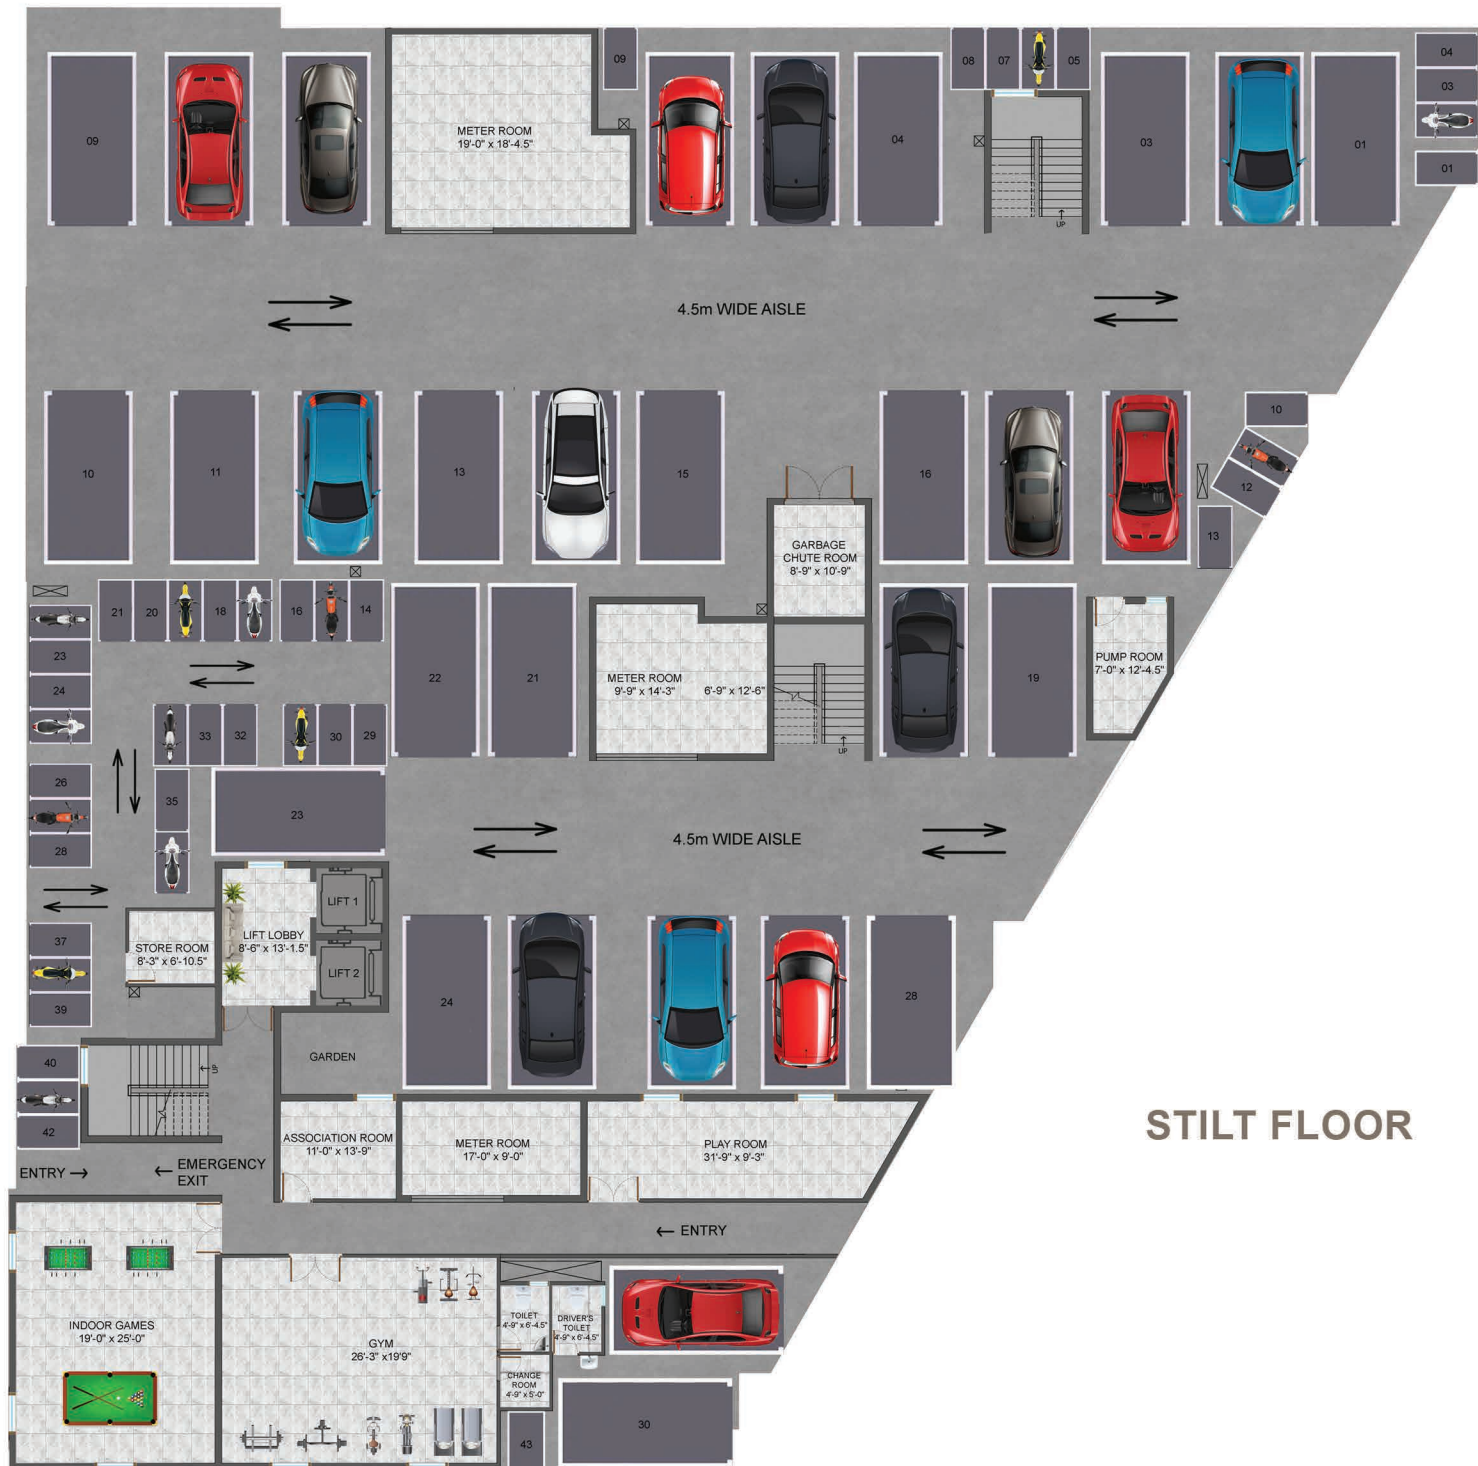 09
METER ROOM
19'-0" x 18'-4.5"
09
04
08
07
05
03
01
04
03
01
UP
4.5m WIDE AISLE
10
11
13
15
16
10
12
13
GARBAGE
CHUTE ROOM
8'-9" x 10'-9"
21
20
18
16
14
23
24
22
21
METER ROOM
9'-9" x 14'-3"
6'-9" x 12'-6"
UP
19
PUMP ROOM
7'-0" x 12'-4.5"
33
32
30
29
26
28
35
23
4.5m WIDE AISLE
37
39
STORE ROOM
8'-3" x 6'-10.5"
LIFT LOBBY
8'-6" x 13'-1.5"
LIFT 1
LIFT 2
24
28
GARDEN
40
42
UP
ASSOCIATION ROOM
11'-0" x 13'-9"
METER ROOM
17'-0" x 9'-0"
PLAY ROOM
31'-9" x 9'-3"
STILT FLOOR
ENTRY
EMERGENCY
EXIT
ENTRY
INDOOR GAMES
19'-0" x 25'-0"
GYM
26'-3" x19'9"
TOILET
4'-9" x 6'-4.5"
DRIVER'S
TOILET
4'-9" x 6'-4.5"
CHANGE
ROOM
4'-9" x 5'-0"
43
30